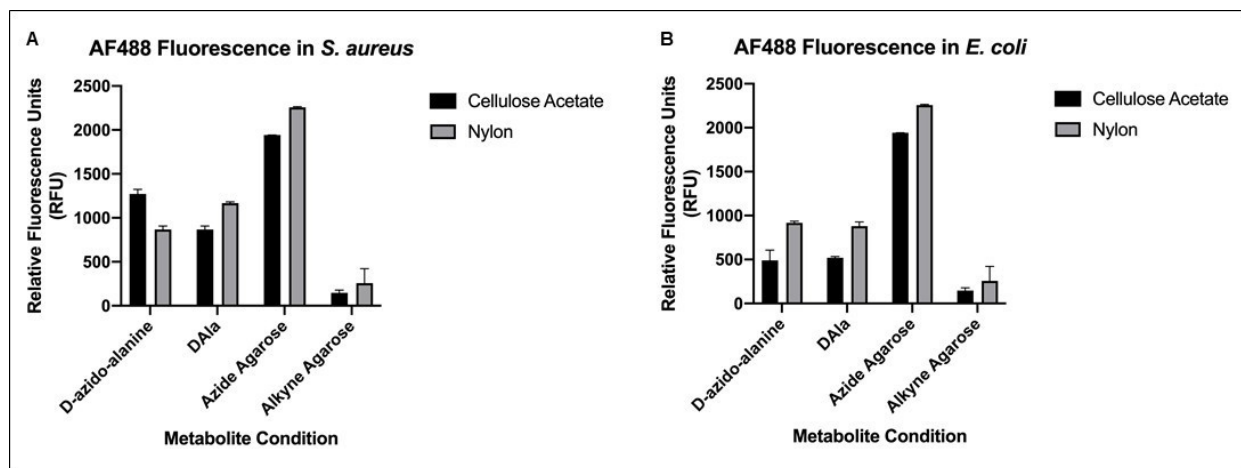 A
AF488 Fluorescence in S. aureus
Relative Fluorescence Units
(RFU)
2500
2000
1500
1000
500
0
D-azido-alanine
DAla
Azide Agarose
Alkyne Agarose
Metabolite Condition
Cellulose Acetate
Nylon
B
AF488 Fluorescence in E. coli
Relative Fluorescence Units
(RFU)
2500
2000
1500
1000
500
0
D-azido-alanine
DAla
Azide Agarose
Alkyne Agarose
Metabolite Condition
Cellulose Acetate
Nylon